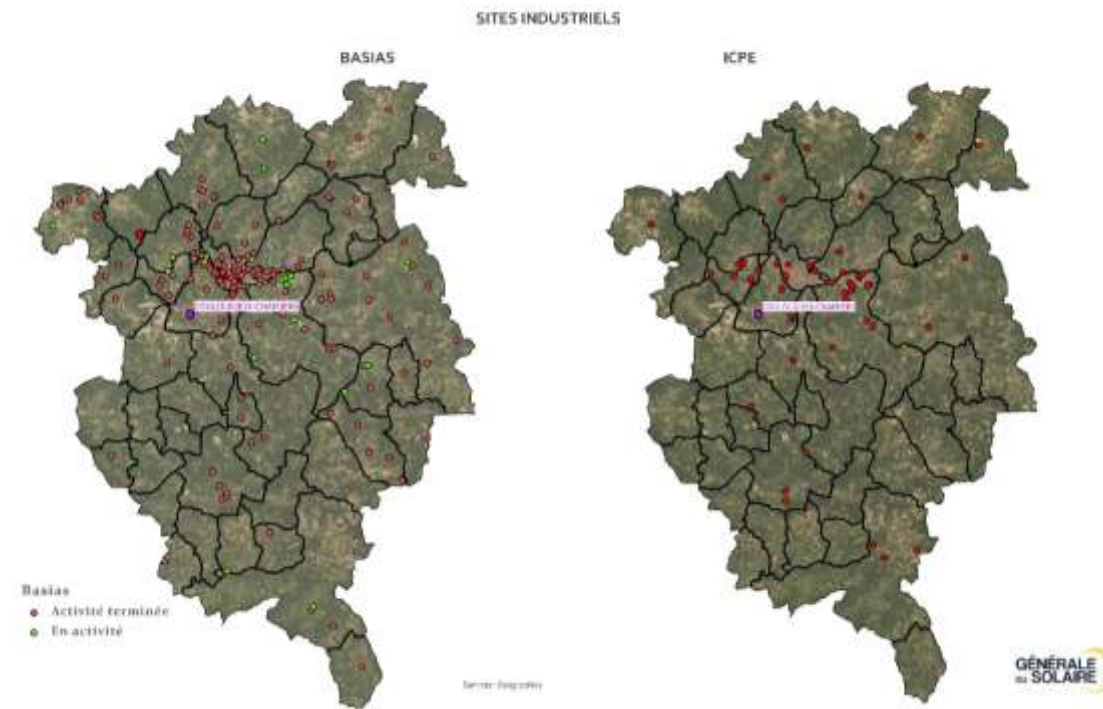 SITES INDUSTRIELS
BASIAS
ICPE
Basias
Activité terminée
En activité
GÉNÉRALE
DU SOLAIRE